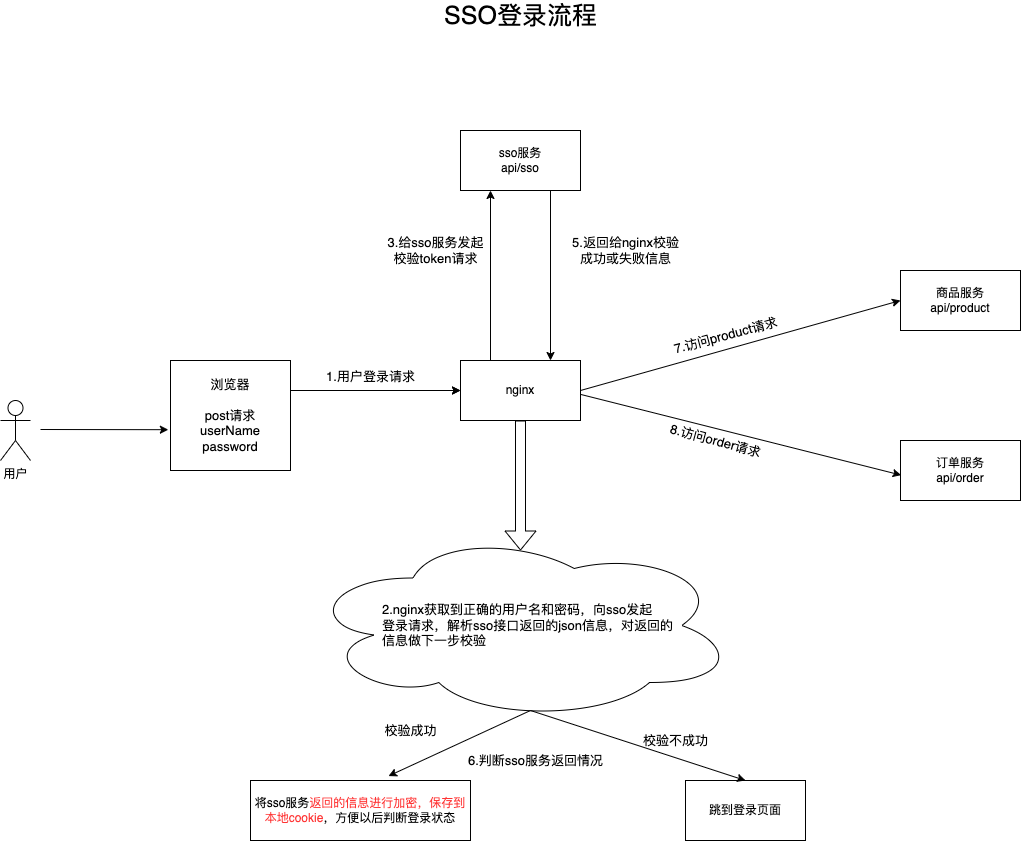 SSO登录流程
sso服务
api/sso
3.给sso服务发起
校验token请求
5.返回给nginx校验
成功或失败信息
商品服务
api/product
7.访问product请求
浏览器
post请求
userName
password
1.用户登录请求
nginx
8.访问order请求
订单服务
api/order
用户
2.nginx获取到正确的用户名和密码，向sso发起
登录请求，解析sso接口返回的json信息，对返回的
信息做下一步校验
校验成功
校验不成功
6.判断sso服务返回情况
将sso服务返回的信息进行加密，保存到
本地cookie，方便以后判断登录状态
跳到登录页面